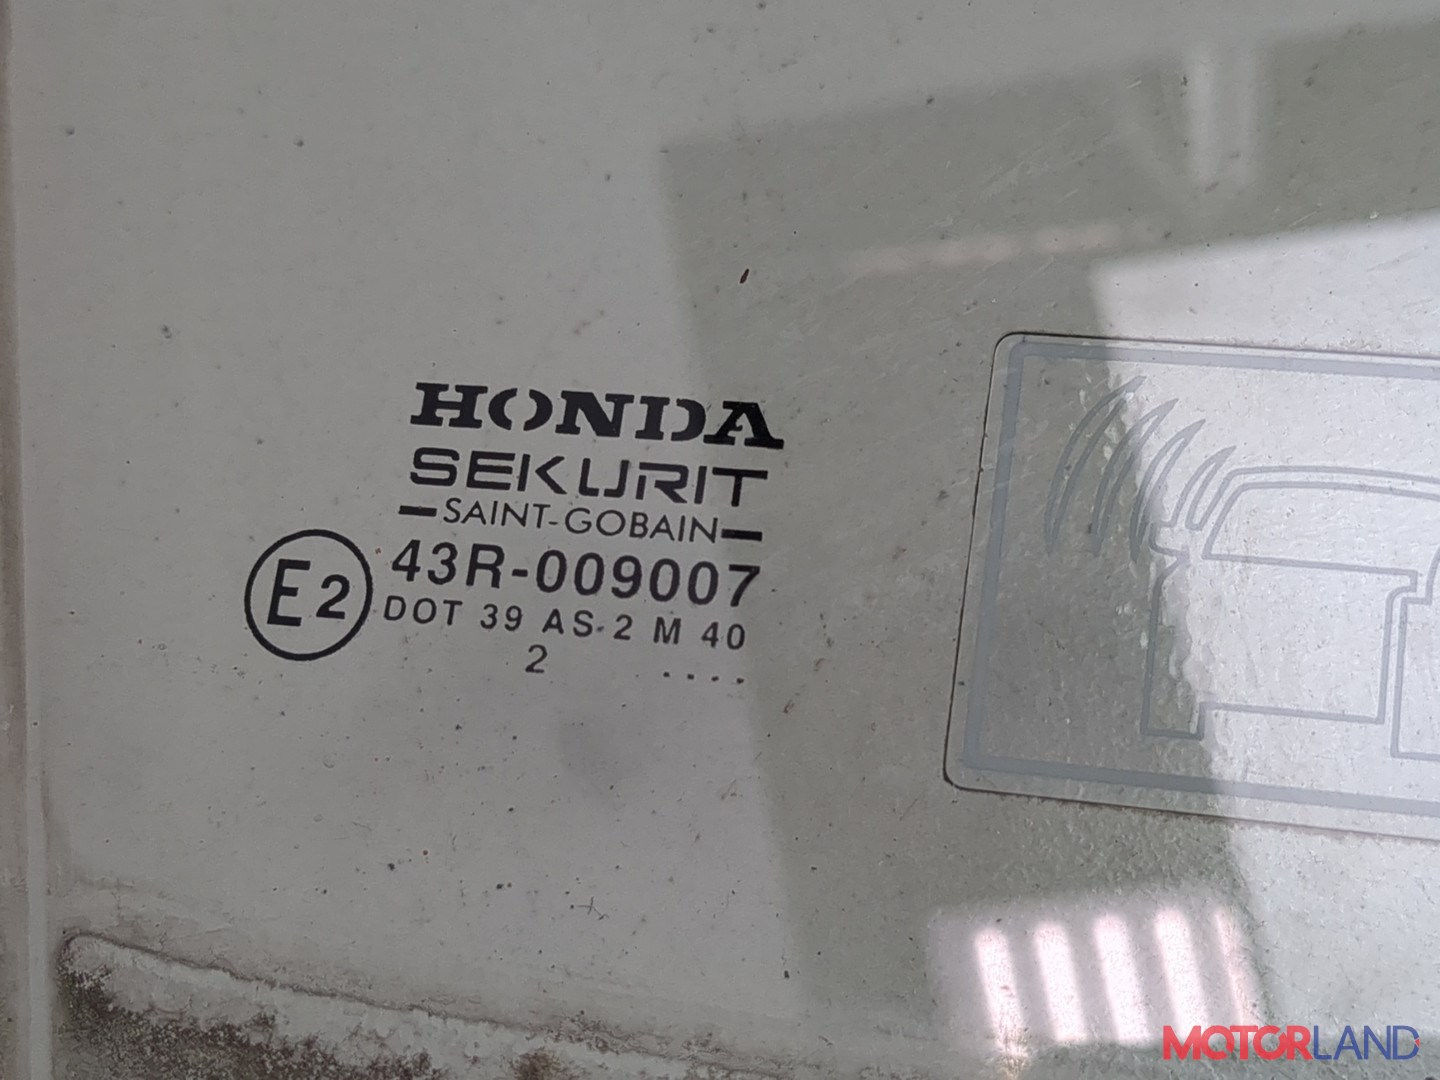 HONDA
SEKURIT
SAINT-GOBAIN
43R-009007
E2
DOT 39 AS-2 M 40
2 ....
MOTORLAND